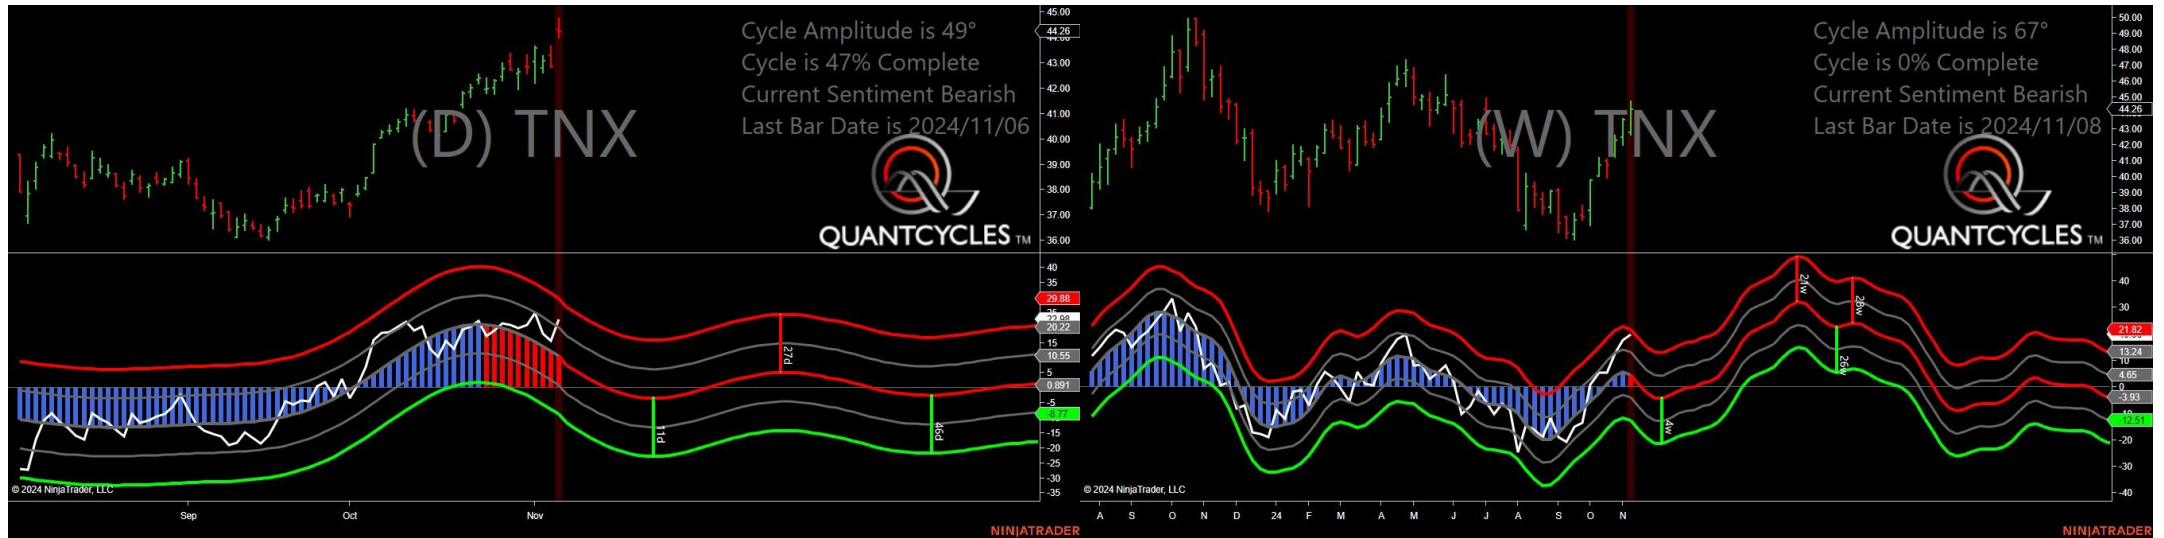 Cycle Amplitude is 49°
Cycle is 47% Complete
Current Sentiment Bearish
Last Bar Date is 2024/11/06
(D) TNX
QUANTCYCLES TM
45.00
44.26
43.00
42.00
41.00
40.00
39.00
38.00
37.00
36.00
40
35
29.88
20.22
15
10.55
5
0.891
-5
-8.77
-15
-20
-25
-30
-35
27d
11d
46d
© 2024 NinjaTrader, LLC
Sep Oct Nov
NINJATRADER
Cycle Amplitude is 67°
Cycle is 0% Complete
Current Sentiment Bearish
Last Bar Date is 2024/11/08
(W) TNX
QUANTCYCLES TM
50.00
49.00
48.00
47.00
46.00
45.00
44.26
43.00
42.00
41.00
40.00
39.00
38.00
37.00
36.00
40
30
21.82
13.24
4.65
0
-3.93
-12.51
-20
-30
-40
21w
28w
26w
4w
© 2024 NinjaTrader, LLC
A S O N D 24 F M A M J J A S O N
NINJATRADER